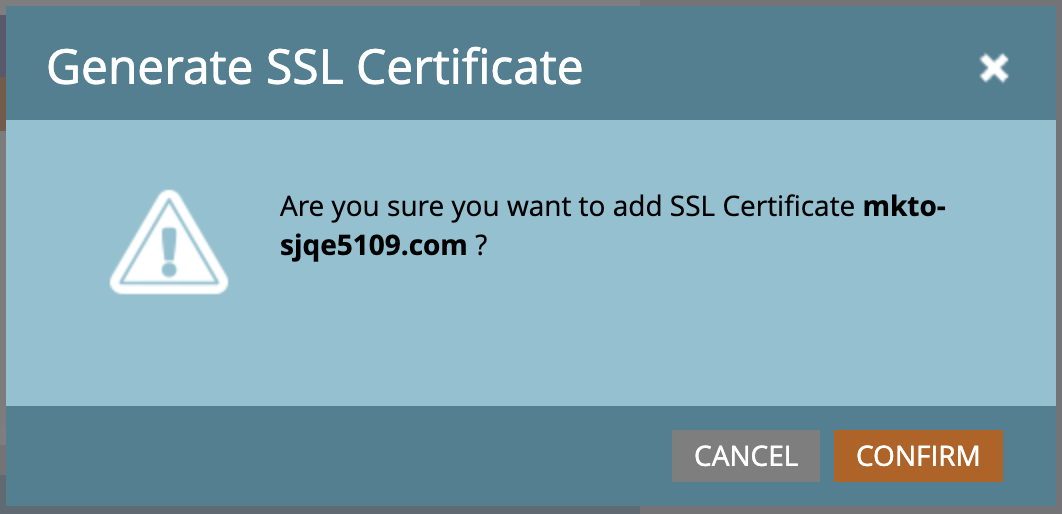 Generate SSL Certificate
Are you sure you want to add SSL Certificate mkto-
sjqe5109.com ?
CANCEL
CONFIRM